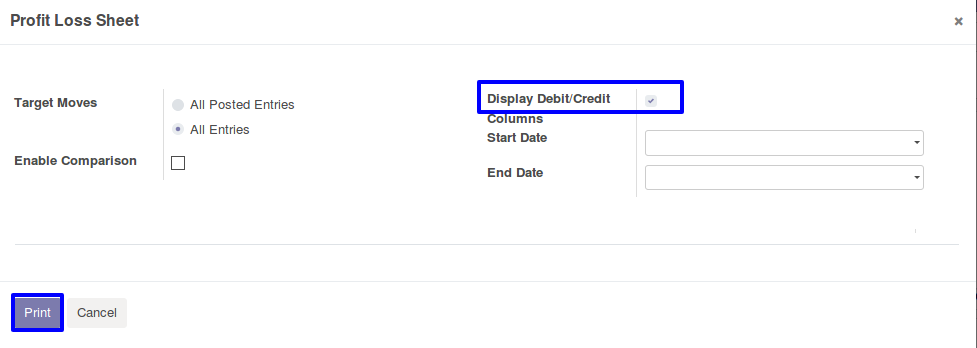 Profit Loss Sheet
×
Target Moves
All Posted Entries
All Entries
Enable Comparison
Display Debit/Credit
Columns
Start Date
End Date
Print
Cancel